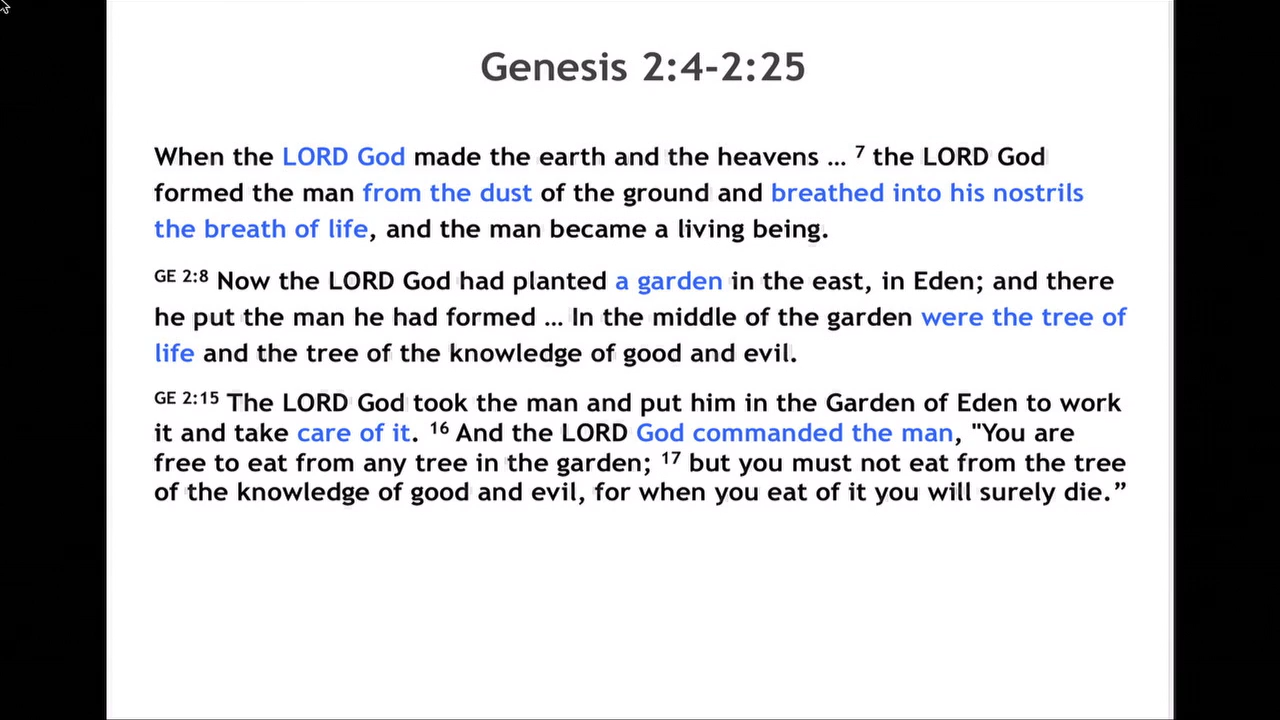 Genesis 2:4-2:25
When the LORD God made the earth and the heavens … 7 the LORD God
formed the man from the dust of the ground and breathed into his nostrils
the breath of life, and the man became a living being.
GE 2:8 Now the LORD God had planted a garden in the east, in Eden; and there
he put the man he had formed … In the middle of the garden were the tree of
life and the tree of the knowledge of good and evil.
GE 2:15 The LORD God took the man and put him in the Garden of Eden to work
it and take care of it. 16 And the LORD God commanded the man, "You are
free to eat from any tree in the garden; 17 but you must not eat from the tree
of the knowledge of good and evil, for when you eat of it you will surely die.”